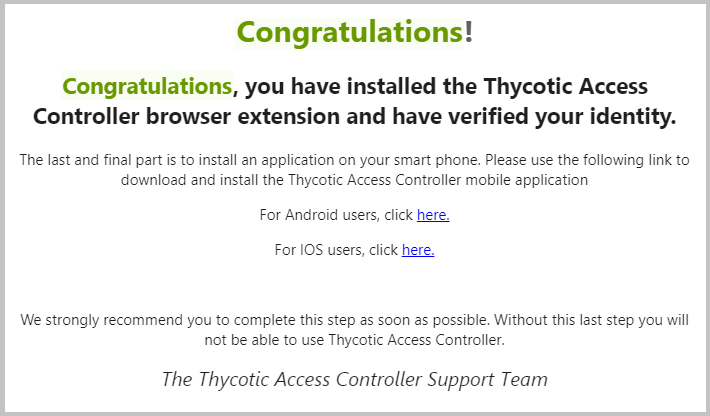 Congratulations!
Congratulations, you have installed the Thycotic Access
Controller browser extension and have verified your identity.
The last and final part is to install an application on your smart phone. Please use the following link to
download and install the Thycotic Access Controller mobile application
For Android users, click here.
For IOS users, click here.
We strongly recommend you to complete this step as soon as possible. Without this last step you will
not be able to use Thycotic Access Controller.
The Thycotic Access Controller Support Team